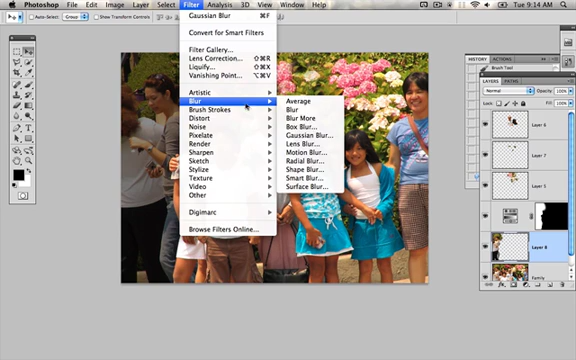 Photoshop File Edit Image Layer Select Filter Analysis 3D View Window Help
Tue 9:14 AM
Auto-Select: Group Show Transform Controls
Gaussian Blur ⌘F
Convert for Smart Filters
Filter Gallery...
Lens Correction... ⇧⌘R
Liquify... ⇧⌘X
Vanishing Point... ⌥⌘V
Artistic
Blur
Brush Strokes
Distort
Noise
Pixelate
Render
Sharpen
Sketch
Stylize
Texture
Video
Other
Digimarc
Browse Filters Online...
Average
Blur
Blur More
Box Blur...
Gaussian Blur...
Lens Blur...
Motion Blur...
Radial Blur...
Shape Blur...
Smart Blur...
Surface Blur...
HISTORY
Brush Tool
LAYERS PATHS
Normal Opacity: 100%
Lock: Fill: 100%
Layer 6
Layer 7
Layer 5
Layer 8
Family